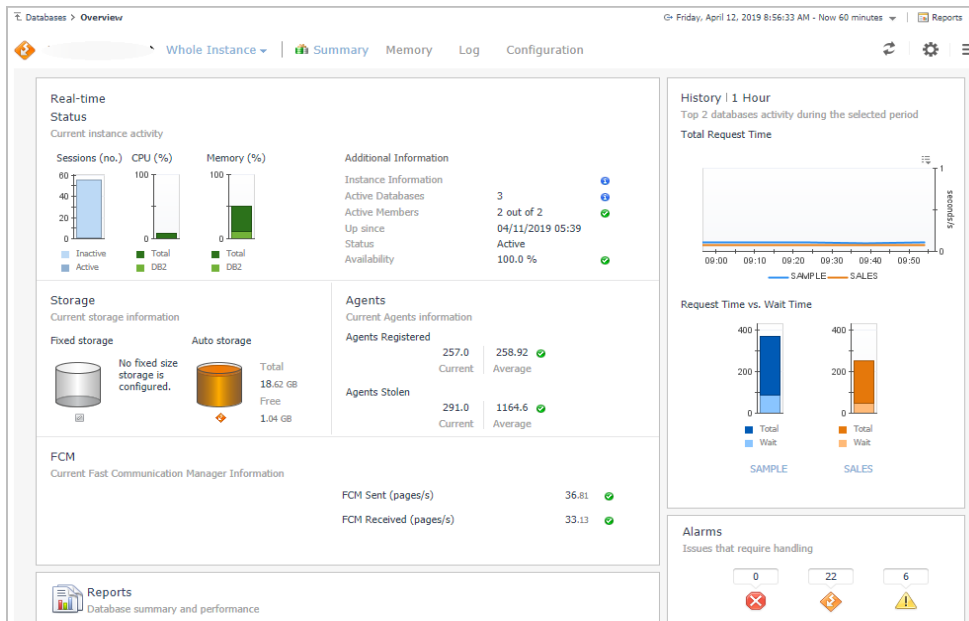 Databases > Overview
Friday, April 12, 2019 8:56:33 AM - Now 60 minutes
Reports
Whole Instance
Summary
Memory
Log
Configuration
Real-time
Status
Current instance activity
Sessions (no.)
CPU (%)
Memory (%)
60
40
20
0
Inactive
Active
100
0
Total
DB2
100
0
Total
DB2
Additional Information
Instance Information
Active Databases 3
Active Members 2 out of 2
Up since 04/11/2019 05:39
Status Active
Availability 100.0 %
Storage
Current storage information
Fixed storage
No fixed size
storage is
configured.
Auto storage
Total
18.62 GB
Free
1.04 GB
Agents
Current Agents information
Agents Registered
257.0 258.92
Current Average
Agents Stolen
291.0 1164.6
Current Average
FCM
Current Fast Communication Manager Information
FCM Sent (pages/s) 36.81
FCM Received (pages/s) 33.13
Reports
Database summary and performance
History | 1 Hour
Top 2 databases activity during the selected period
Total Request Time
1
seconds/s
0
09:00 09:10 09:20 09:30 09:40 09:50
SAMPLE SALES
Request Time vs. Wait Time
400
200
0
Total
Wait
SAMPLE
400
200
0
Total
Wait
SALES
Alarms
Issues that require handling
0 22 6